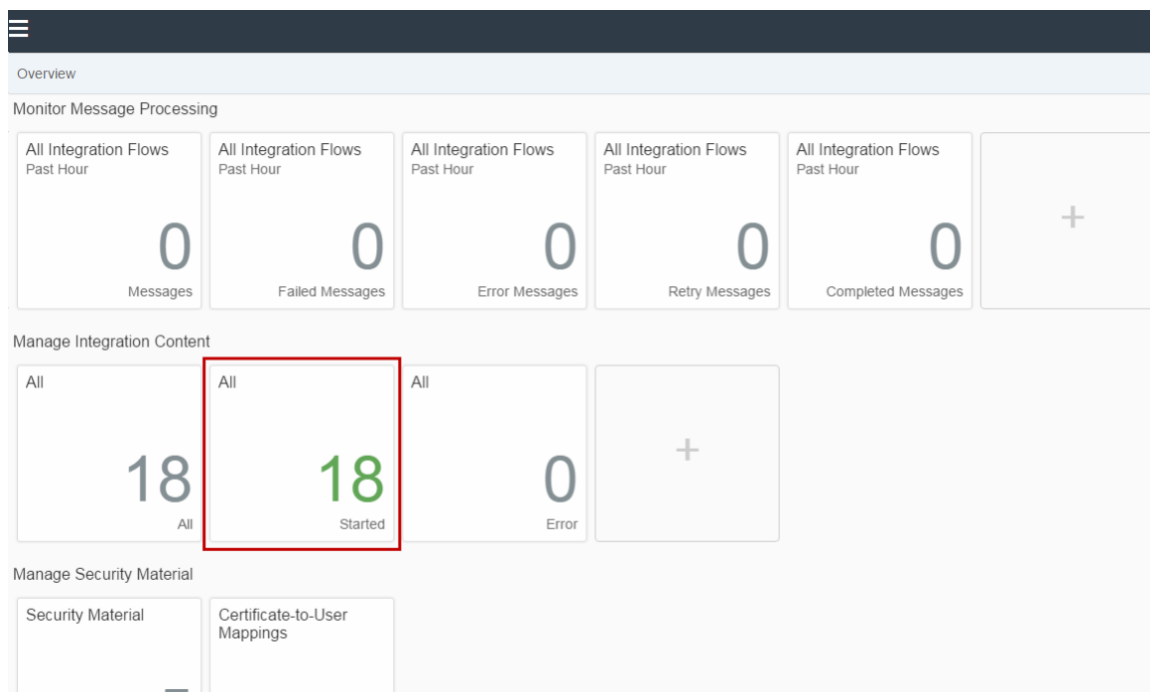 Overview
Monitor Message Processing
All Integration Flows
Past Hour
0
Messages
All Integration Flows
Past Hour
0
Failed Messages
All Integration Flows
Past Hour
0
Error Messages
All Integration Flows
Past Hour
0
Retry Messages
All Integration Flows
Past Hour
0
Completed Messages
+
Manage Integration Content
All
18
All
All
18
Started
All
0
Error
+
Manage Security Material
Security Material
Certificate-to-User
Mappings